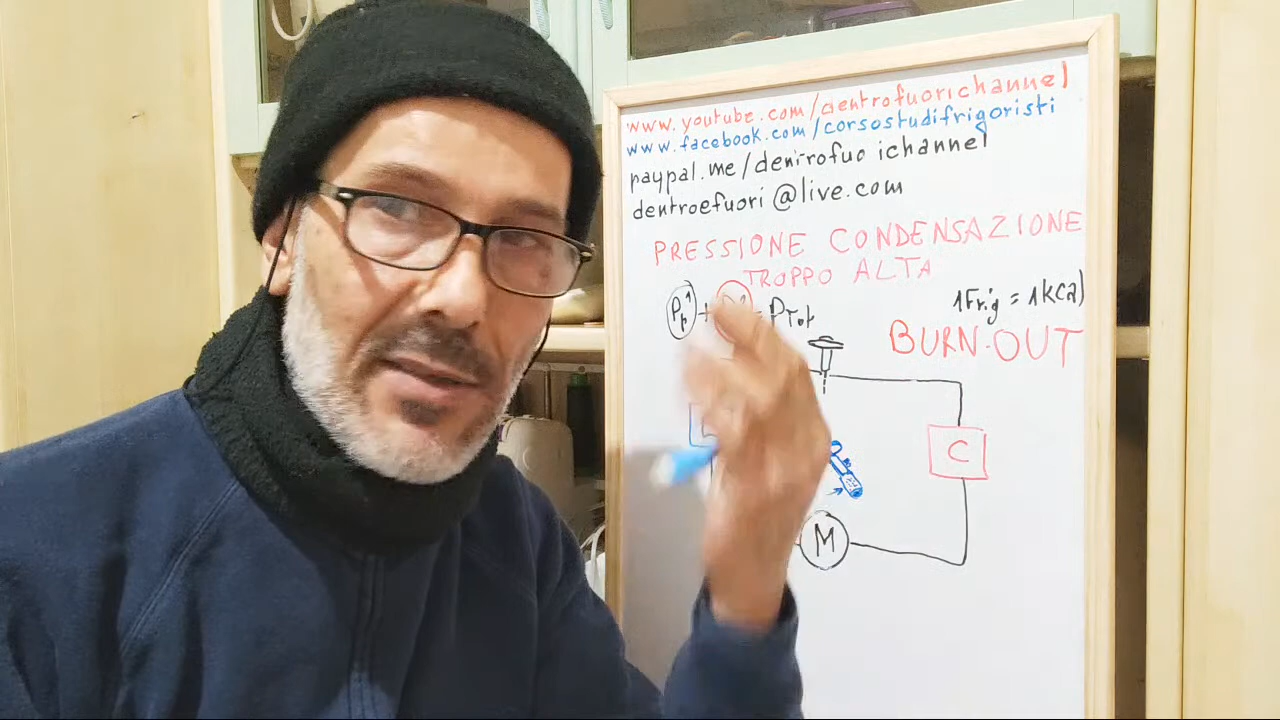 www.youtube.com/dentrofuorichannel
www.facebook.com/corsostudifrigoristi
paypal.me/dentrofuo ichannel
dentroefuori@live.com
PRESSIONE CONDENSAZIONE
TROPPO ALTA
1Frig = 1kcal
+ = PTot
BURN-OUT
C
M